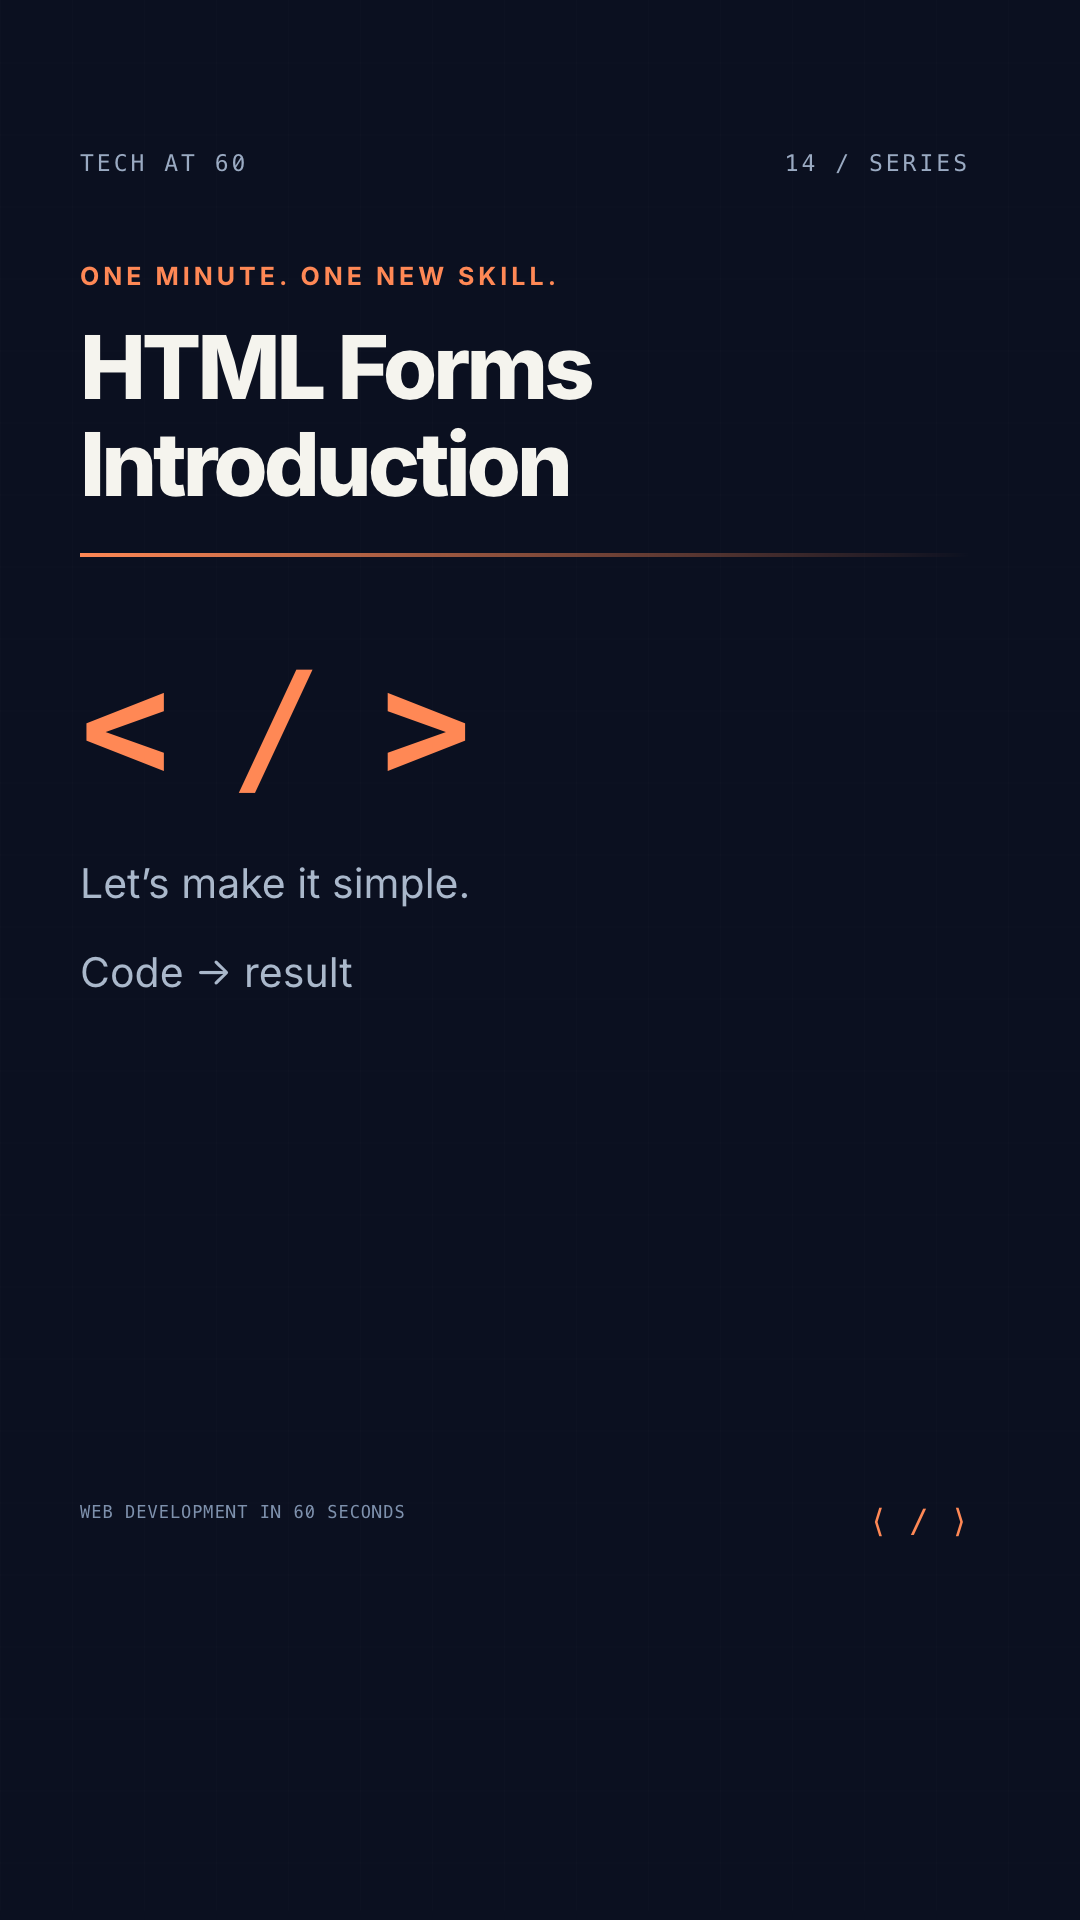 TECH AT 60
14 / SERIES
ONE MINUTE. ONE NEW SKILL.
HTML Forms
Introduction
< / >
Let’s make it simple.
Code → result
WEB DEVELOPMENT IN 60 SECONDS
⟨ / ⟩